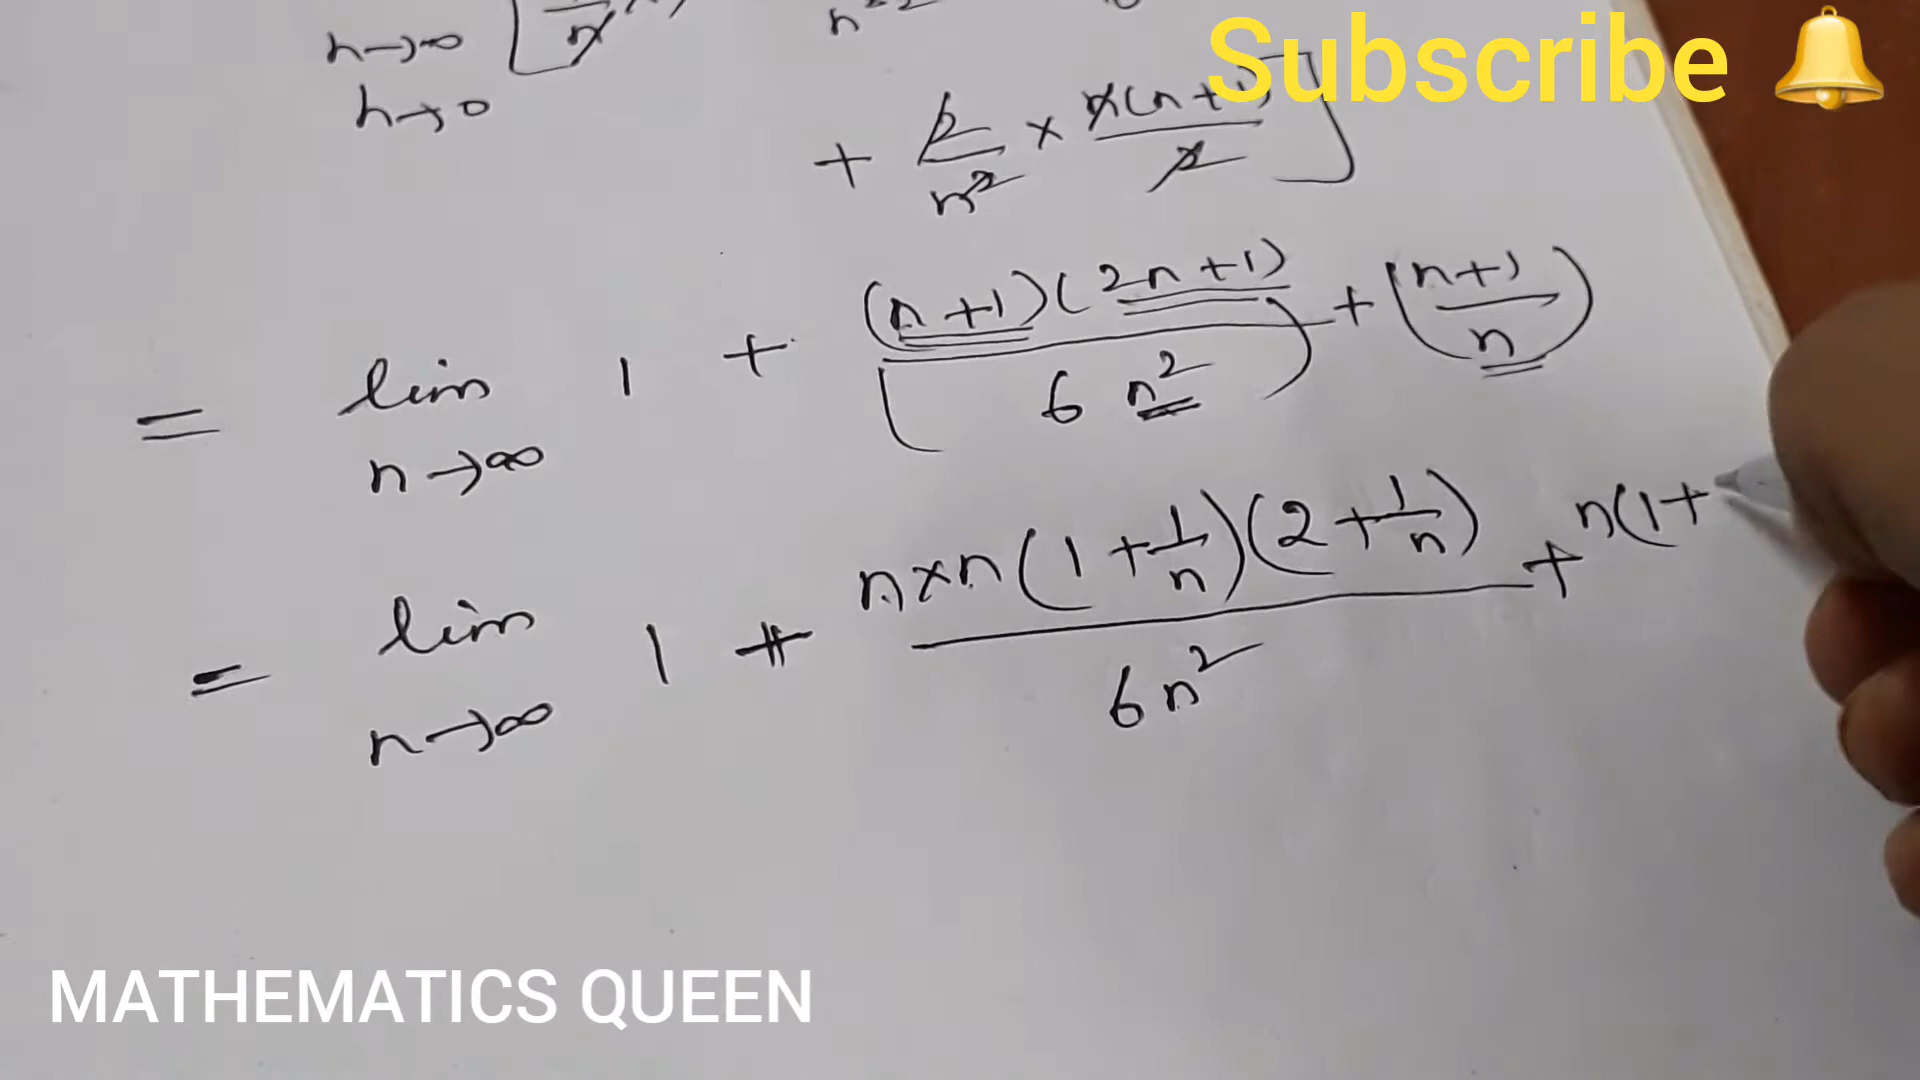 Subscribe 🔔
n→∞
h→0
+ 2/n² × n(n+1)/2 ]
= lim 1 + ((n+1)(2n+1)/6n²) + (n+1/n)
n→∞
= lim 1 + n×n(1+1/n)(2+1/n)/6n² + n(1+
n→∞
MATHEMATICS QUEEN